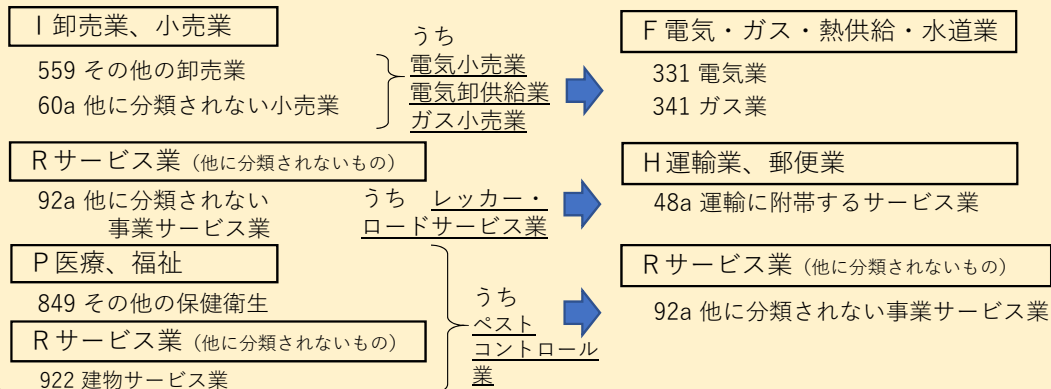 I 卸売業、小売業
559 その他の卸売業
60a 他に分類されない小売業
うち
電気小売業
電気卸供給業
ガス小売業
F 電気・ガス・熱供給・水道業
331 電気業
341 ガス業
R サービス業 (他に分類されないもの)
92a 他に分類されない
事業サービス業
うち レッカー・
ロードサービス業
H 運輸業、郵便業
48a 運輸に附帯するサービス業
P 医療、福祉
849 その他の保健衛生
R サービス業 (他に分類されないもの)
922 建物サービス業
うち
ペスト
コントロール
業
R サービス業 (他に分類されないもの)
92a 他に分類されない事業サービス業